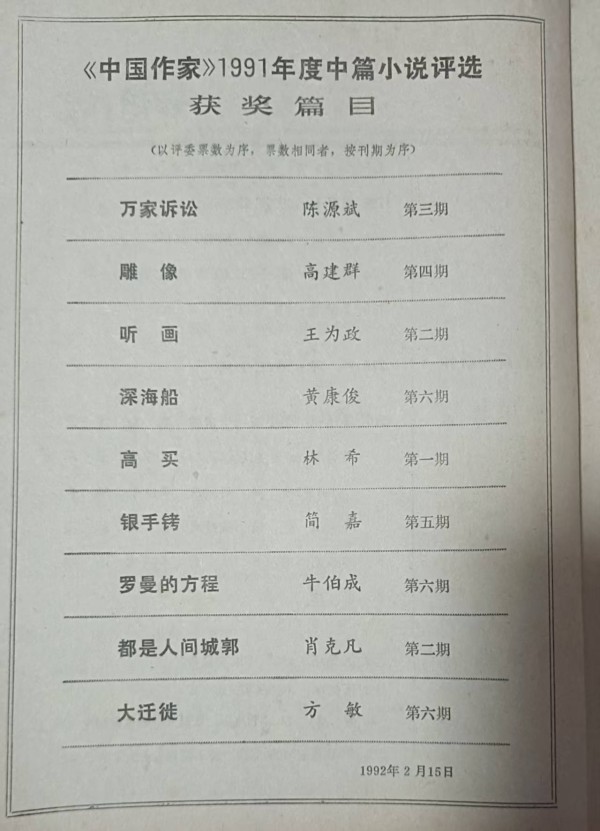 《中国作家》1991年度中篇小说评选
获奖篇目
(以评委票数为序，票数相同者，按刊期为序)
万家诉讼 陈源斌 第三期
雕像 高建群 第四期
听画 王为政 第二期
深海船 黄康俊 第六期
高买 林希 第一期
银手铐 简嘉 第五期
罗曼的方程 牛伯成 第六期
都是人间城郭 肖克凡 第二期
大迁徙 方敏 第六期
1992年2月15日